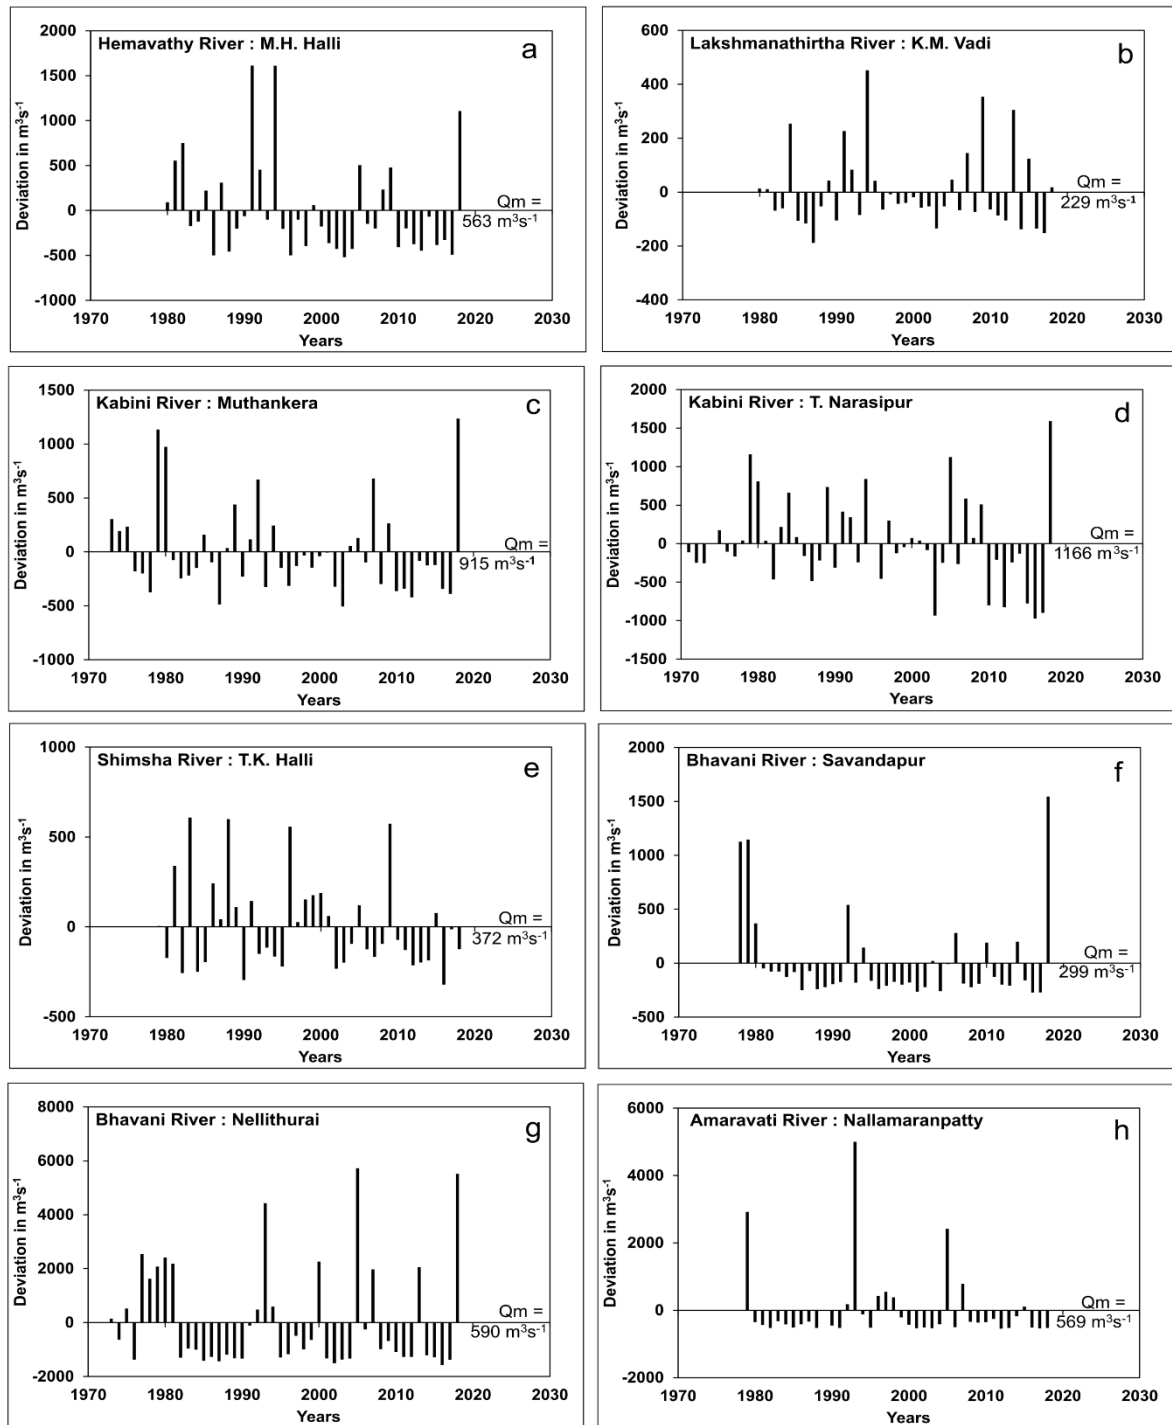 Hemavathy River : M.H. Halli
a
Deviation in m³s⁻¹
2000
1500
1000
500
0
-500
-1000
Qm =
563 m³s⁻¹
1970 1980 1990 2000 2010 2020 2030
Years
Lakshmanathirtha River : K.M. Vadi
b
Deviation in m³s⁻¹
600
400
200
0
-200
-400
Qm =
229 m³s⁻¹
1970 1980 1990 2000 2010 2020 2030
Years
Kabini River : Muthankera
c
Deviation in m³s⁻¹
1500
1000
500
0
-500
-1000
Qm =
915 m³s⁻¹
1970 1980 1990 2000 2010 2020 2030
Years
Kabini River : T. Narasipur
d
Deviation in m³s⁻¹
2000
1500
1000
500
0
-500
-1000
-1500
Qm =
1166 m³s⁻¹
1970 1980 1990 2000 2010 2020 2030
Years
Shimsha River : T.K. Halli
e
Deviation in m³s⁻¹
1000
500
0
-500
Qm =
372 m³s⁻¹
1970 1980 1990 2000 2010 2020 2030
Years
Bhavani River : Savandapur
f
Deviation in m³s⁻¹
2000
1500
1000
500
0
-500
Qm =
299 m³s⁻¹
1970 1980 1990 2000 2010 2020 2030
Years
Bhavani River : Nellithurai
g
Deviation in m³s⁻¹
8000
6000
4000
2000
0
-2000
Qm =
590 m³s⁻¹
1970 1980 1990 2000 2010 2020 2030
Years
Amaravati River : Nallamaranpatty
h
Deviation in m³s⁻¹
6000
4000
2000
0
-2000
Qm =
569 m³s⁻¹
1970 1980 1990 2000 2010 2020 2030
Years